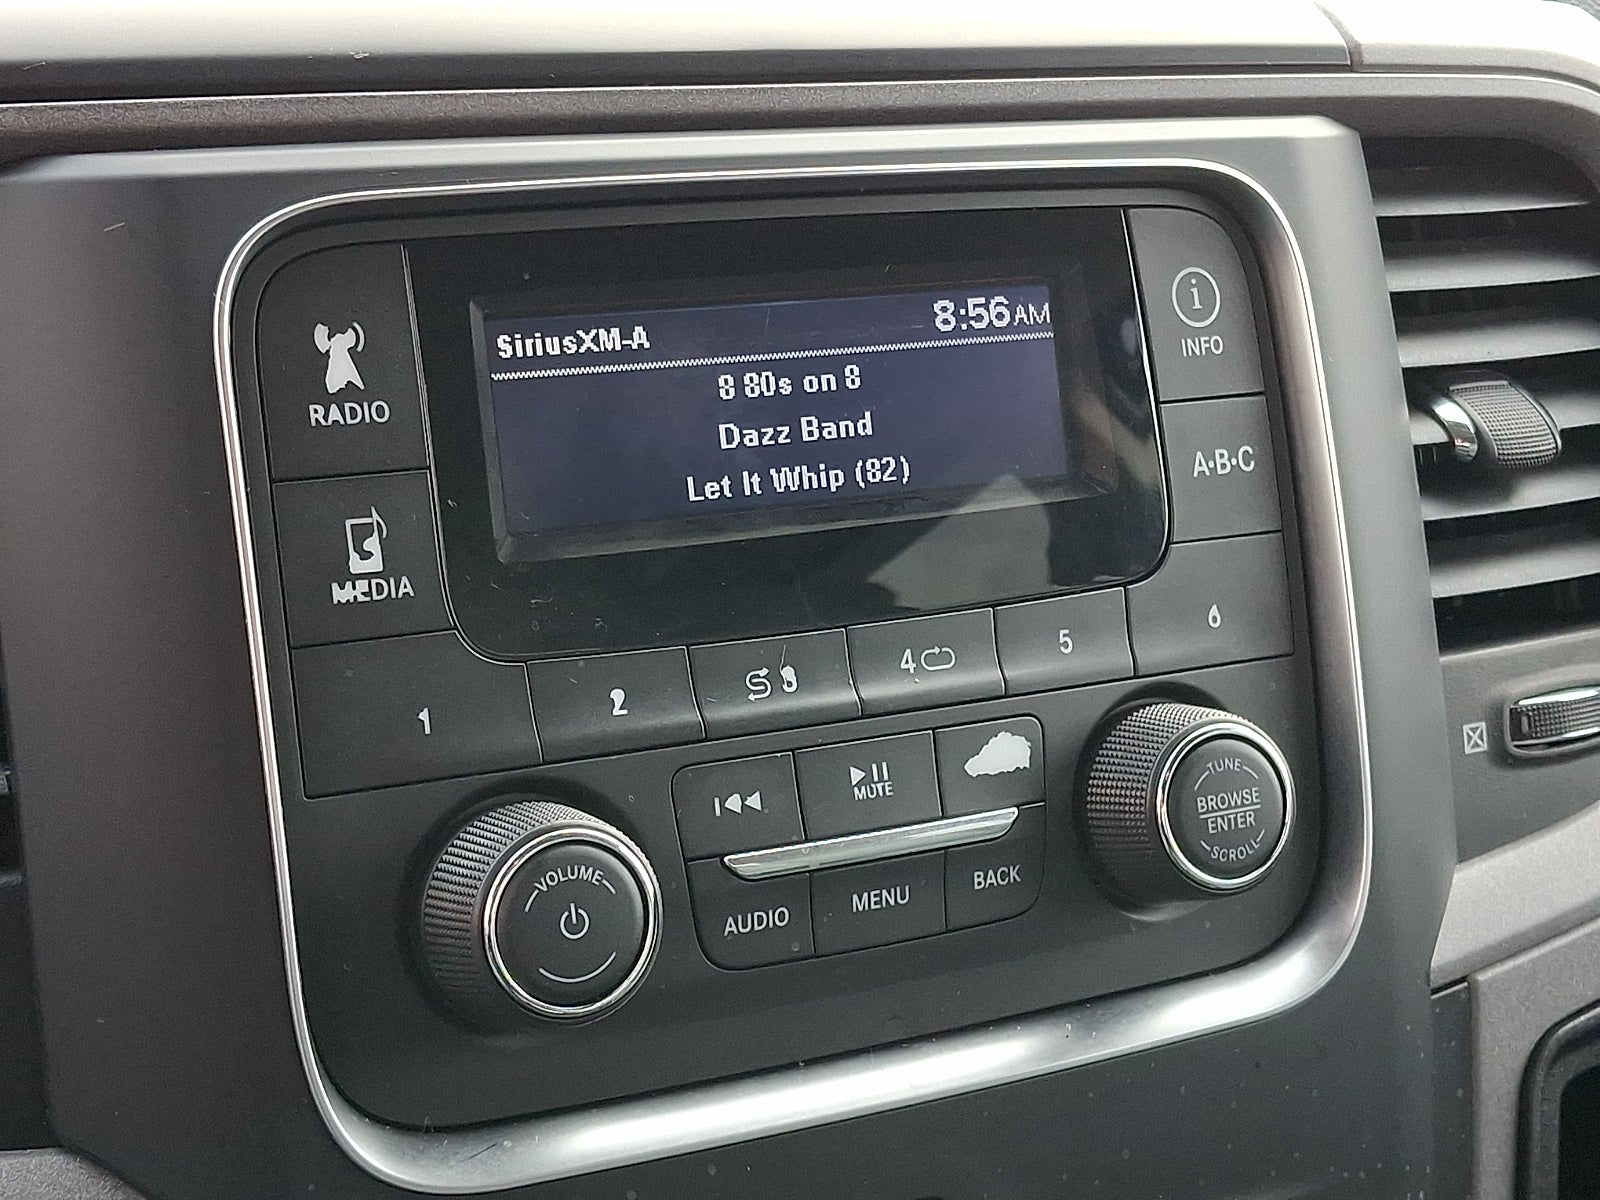 SiriusXM-A 8:56AM
8 80s on 8
Dazz Band
Let It Whip (82)
RADIO
MEDIA
INFO
A·B·C
1
2
3
4
5
6
MUTE
AUDIO
MENU
BACK
VOLUME
TUNE
BROWSE
ENTER
SCROLL